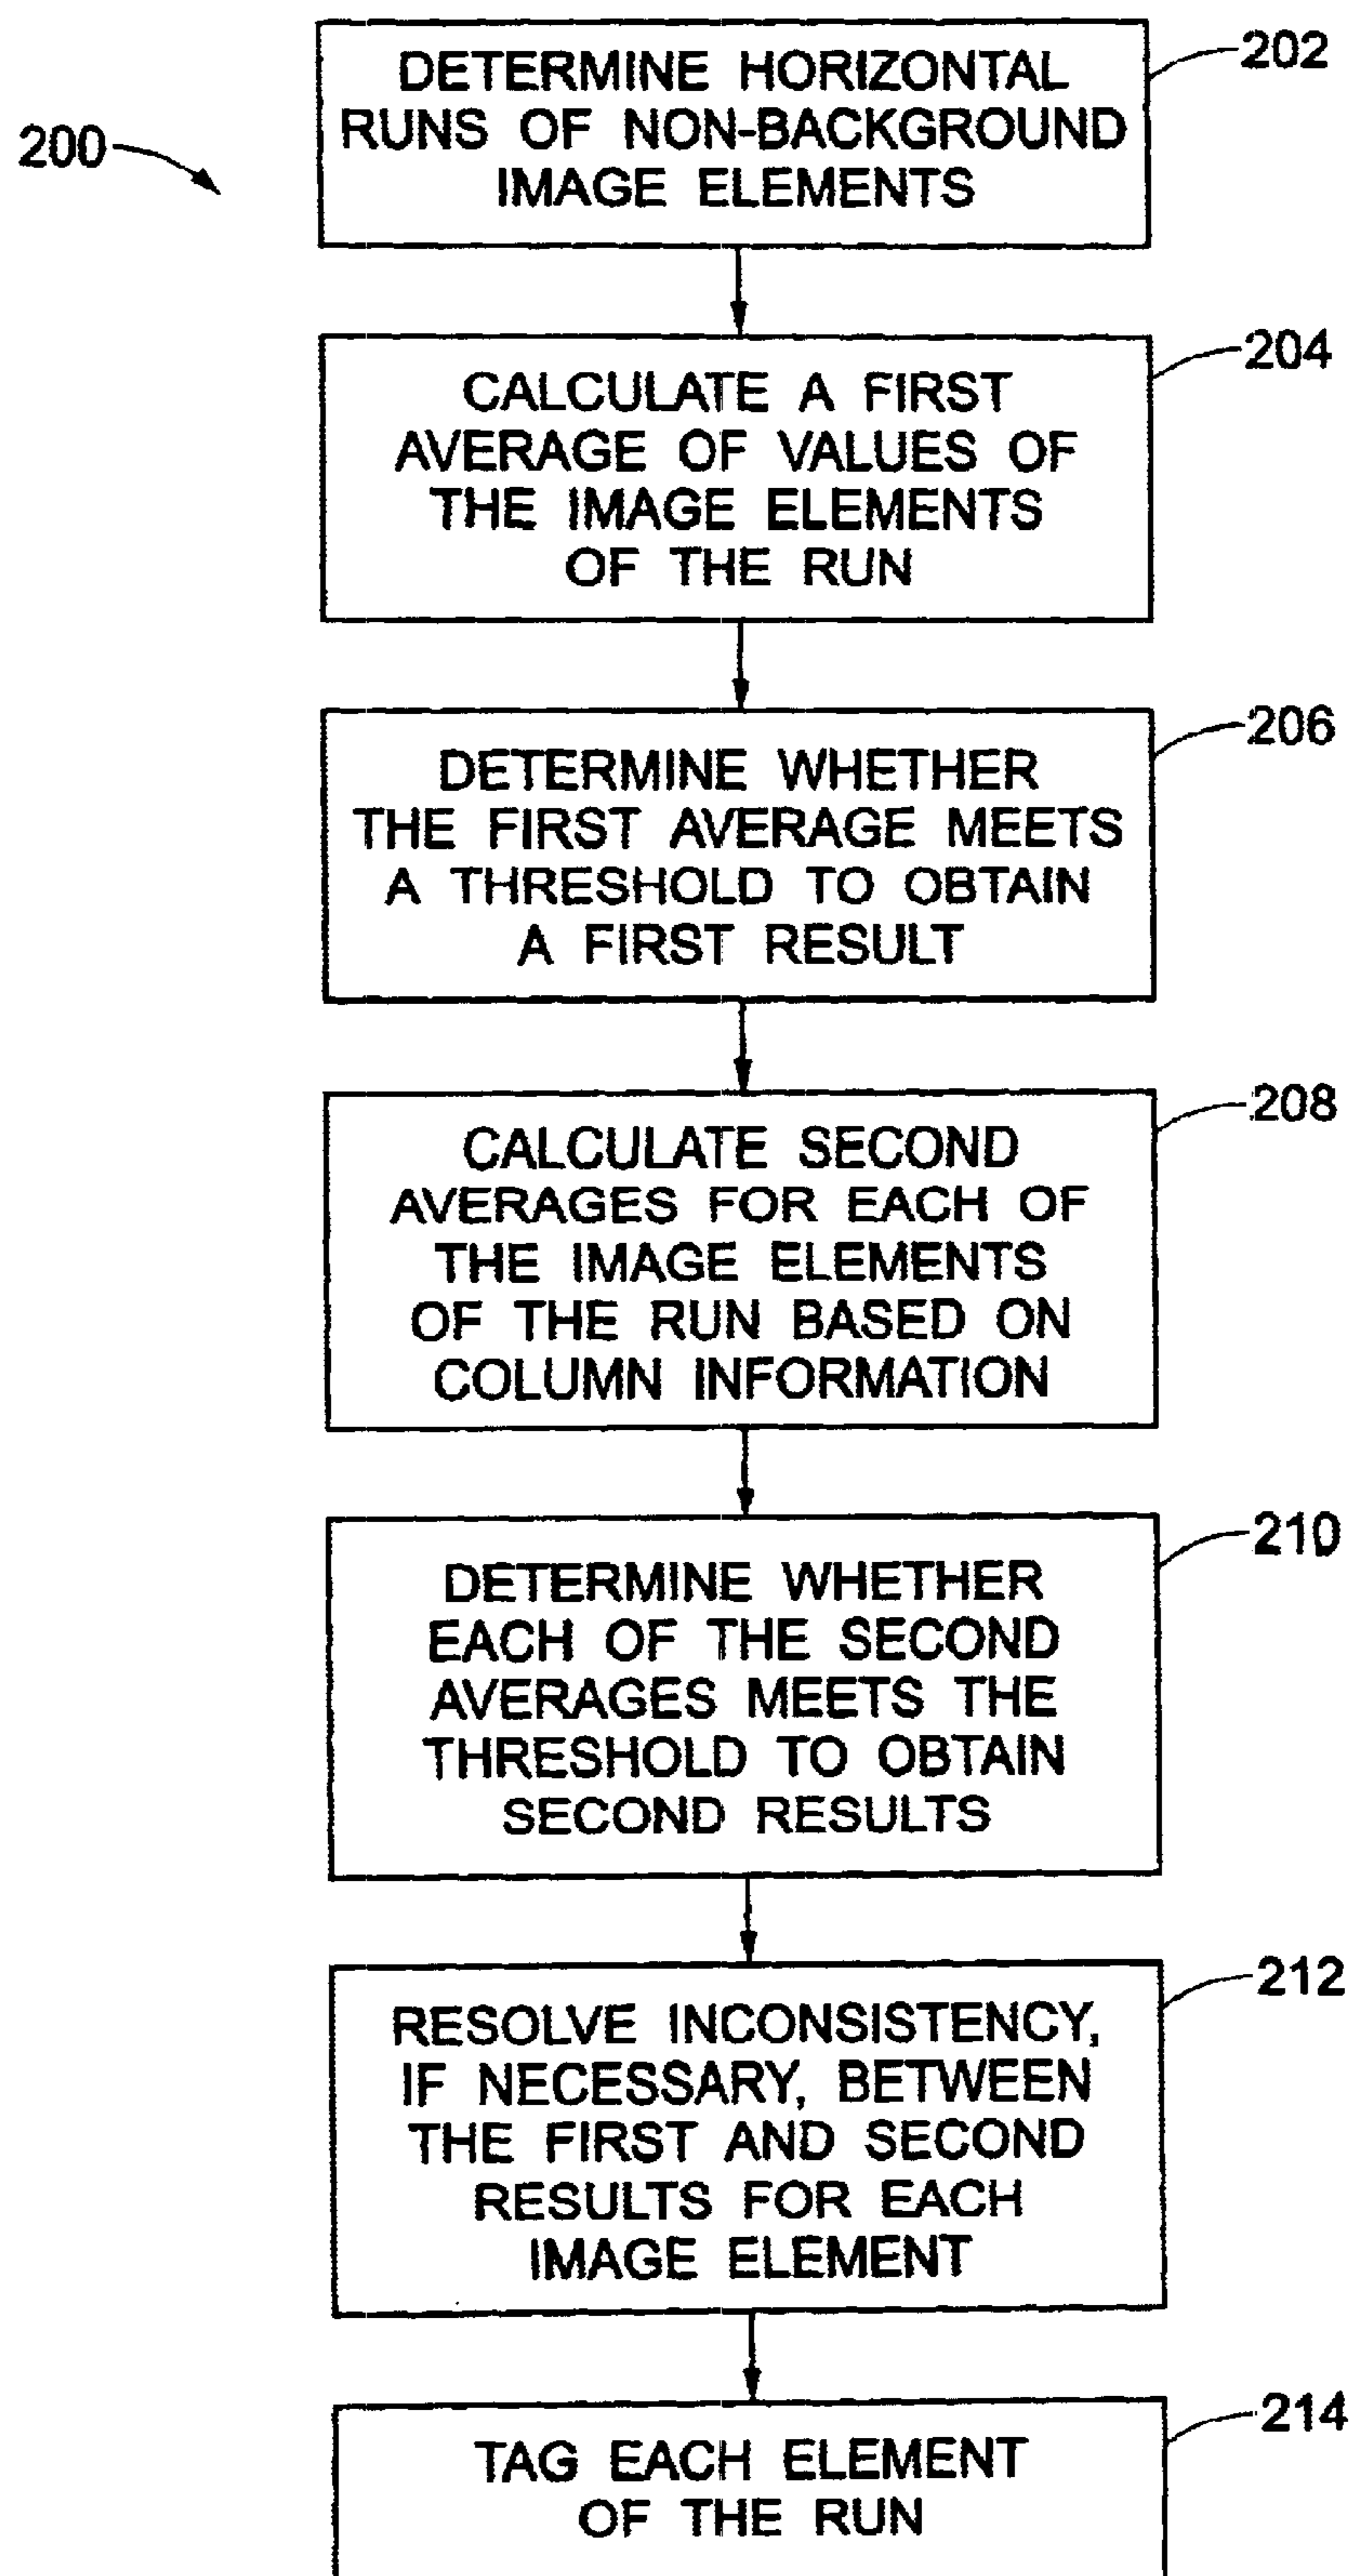 202
DETERMINE HORIZONTAL
RUNS OF NON-BACKGROUND
IMAGE ELEMENTS
200
204
CALCULATE A FIRST
AVERAGE OF VALUES OF
THE IMAGE ELEMENTS
OF THE RUN
206
DETERMINE WHETHER
THE FIRST AVERAGE MEETS
A THRESHOLD TO OBTAIN
A FIRST RESULT
208
CALCULATE SECOND
AVERAGES FOR EACH OF
THE IMAGE ELEMENTS
OF THE RUN BASED ON
COLUMN INFORMATION
210
DETERMINE WHETHER
EACH OF THE SECOND
AVERAGES MEETS THE
THRESHOLD TO OBTAIN
SECOND RESULTS
212
RESOLVE INCONSISTENCY,
IF NECESSARY, BETWEEN
THE FIRST AND SECOND
RESULTS FOR EACH
IMAGE ELEMENT
214
TAG EACH ELEMENT
OF THE RUN